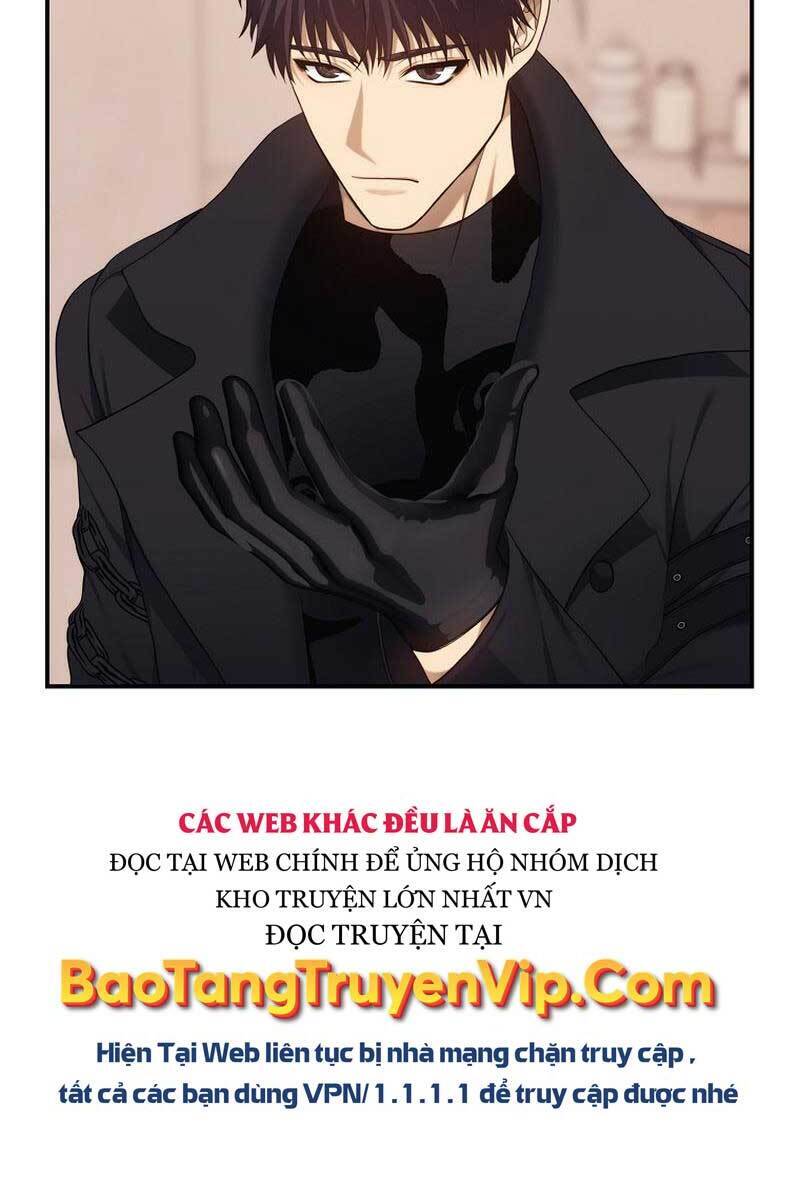 CÁC WEB KHÁC ĐỀU LÀ ĂN CẮP
ĐỌC TẠI WEB CHÍNH ĐỂ ỦNG HỘ NHÓM DỊCH
KHO TRUYỆN LỚN NHẤT VN
ĐỌC TRUYỆN TẠI
BaoTangTruyenVip.Com
Hiện Tại Web liên tục bị nhà mạng chặn truy cập ,
tất cả các bạn dùng VPN/ 1.1.1.1 để truy cập được nhé